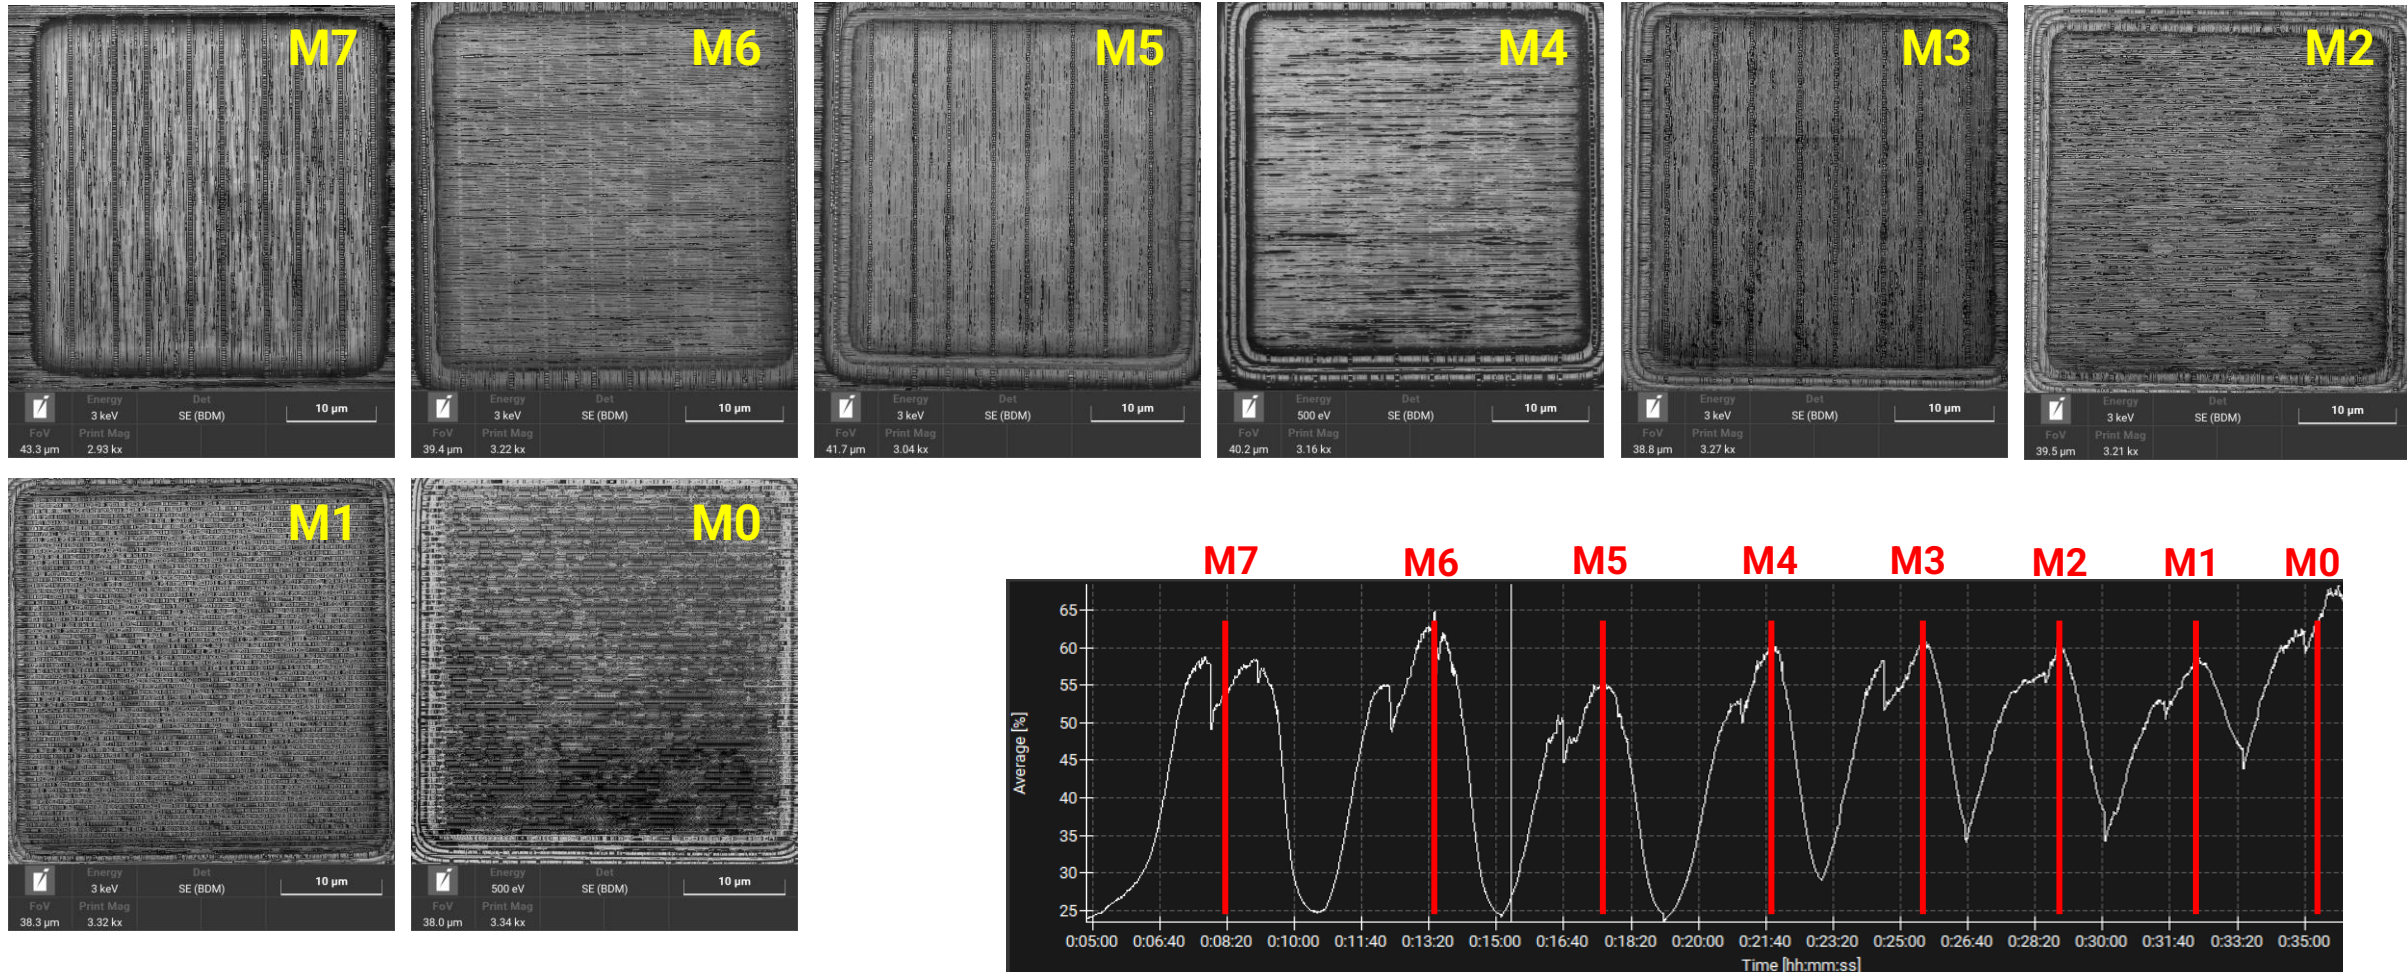 M7
Energy Det
3 keV SE (BDM) 10 µm
FoV Print Mag
43.3 µm 2.93 kx
M6
Energy Det
3 keV SE (BDM) 10 µm
FoV Print Mag
39.4 µm 3.22 kx
M5
Energy Det
3 keV SE (BDM) 10 µm
FoV Print Mag
41.7 µm 3.04 kx
M4
Energy Det
500 eV SE (BDM) 10 µm
FoV Print Mag
40.2 µm 3.16 kx
M3
Energy Det
3 keV SE (BDM) 10 µm
FoV Print Mag
38.8 µm 3.27 kx
M2
Energy Det
3 keV SE (BDM) 10 µm
FoV Print Mag
39.5 µm 3.21 kx
M1
Energy Det
3 keV SE (BDM) 10 µm
FoV Print Mag
38.3 µm 3.32 kx
M0
Energy Det
500 eV SE (BDM) 10 µm
FoV Print Mag
38.0 µm 3.34 kx
M7 M6 M5 M4 M3 M2 M1 M0
65
60
55
50
45
40
35
30
25
Average [%]
0:05:00 0:06:40 0:08:20 0:10:00 0:11:40 0:13:20 0:15:00 0:16:40 0:18:20 0:20:00 0:21:40 0:23:20 0:25:00 0:26:40 0:28:20 0:30:00 0:31:40 0:33:20 0:35:00
Time [hh:mm:ss]